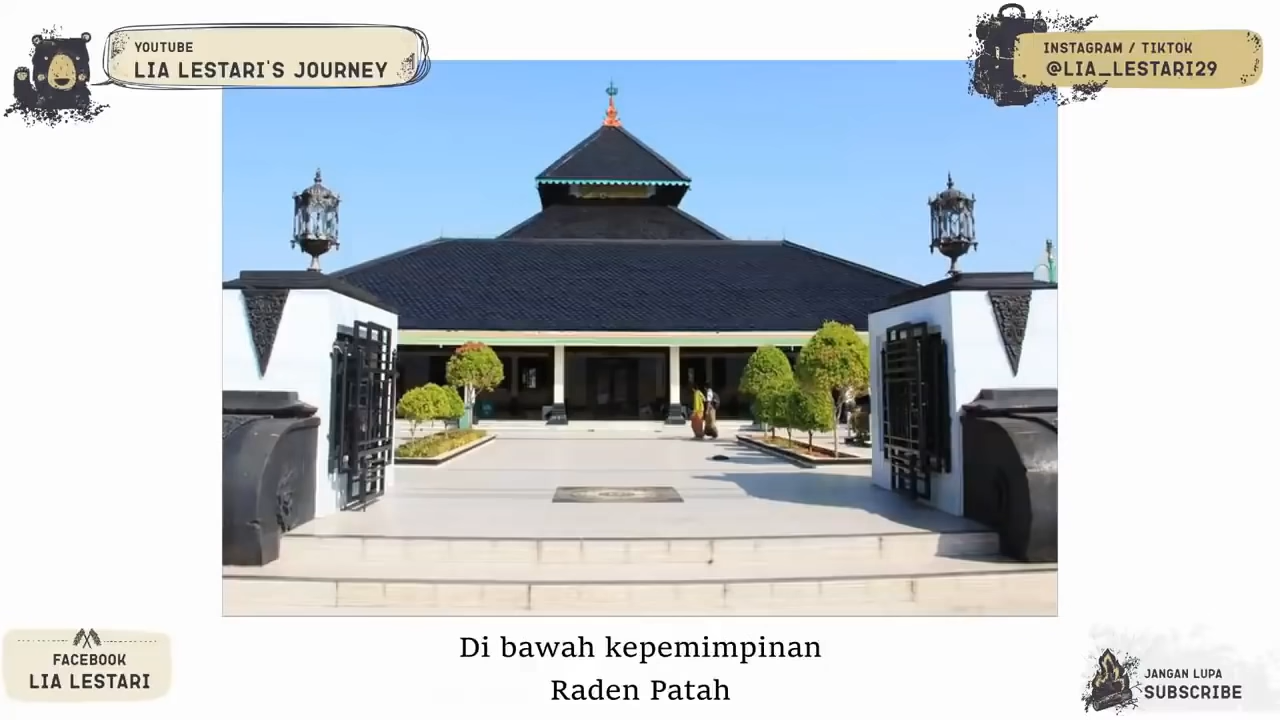 YOUTUBE
LIA LESTARI'S JOURNEY
INSTAGRAM / TIKTOK
@LIA_LESTARI29
Di bawah kepemimpinan
Raden Patah
FACEBOOK
LIA LESTARI
JANGAN LUPA
SUBSCRIBE